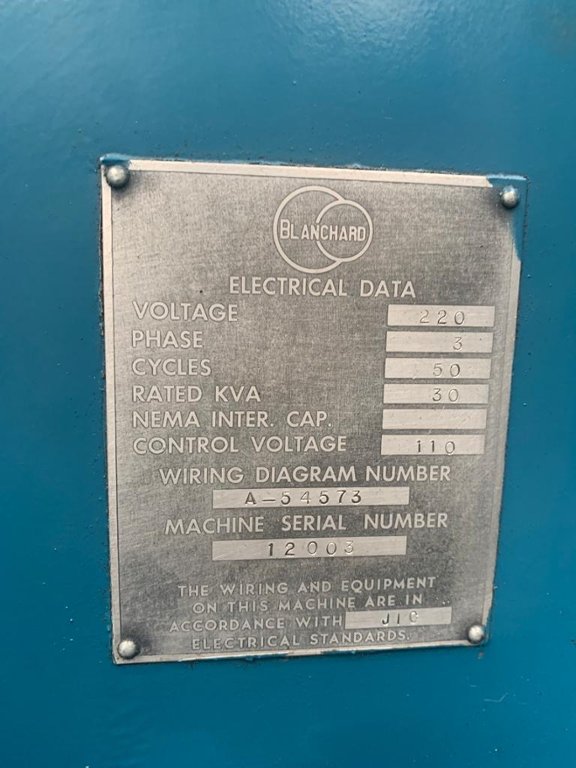 BLANCHARD
ELECTRICAL DATA
VOLTAGE 220
PHASE 3
CYCLES 50
RATED KVA 30
NEMA INTER. CAP.
CONTROL VOLTAGE 110
WIRING DIAGRAM NUMBER
A-54573
MACHINE SERIAL NUMBER
12003
THE WIRING AND EQUIPMENT
ON THIS MACHINE ARE IN
ACCORDANCE WITH JIC
ELECTRICAL STANDARDS.